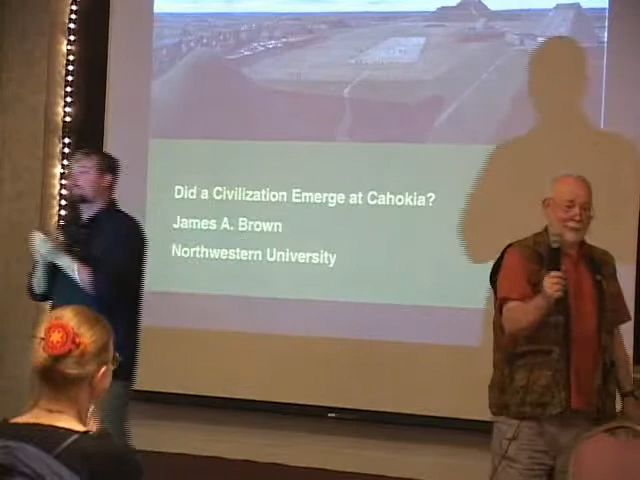 Did a Civilization Emerge at Cahokia?
James A. Brown
Northwestern University